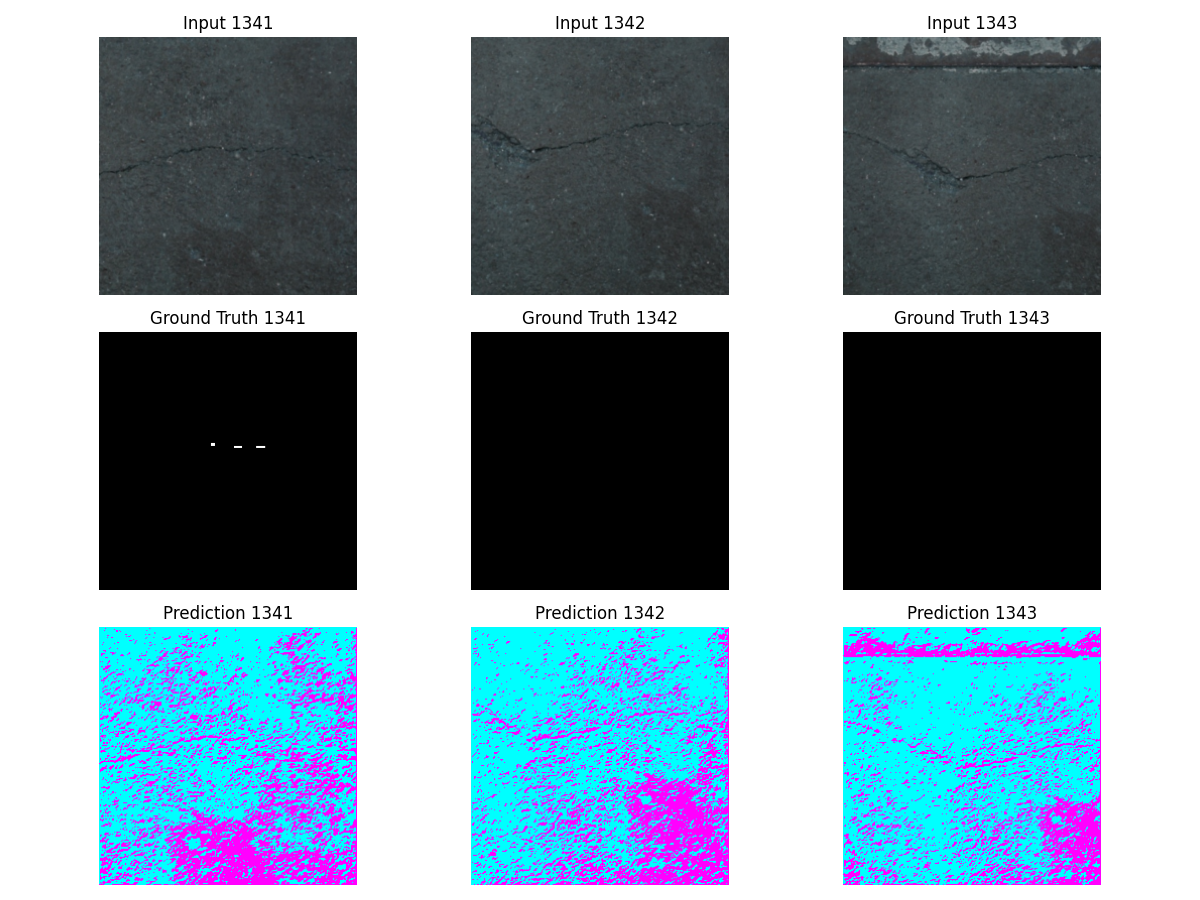 Input 1341
Input 1342
Input 1343
Ground Truth 1341
Ground Truth 1342
Ground Truth 1343
Prediction 1341
Prediction 1342
Prediction 1343